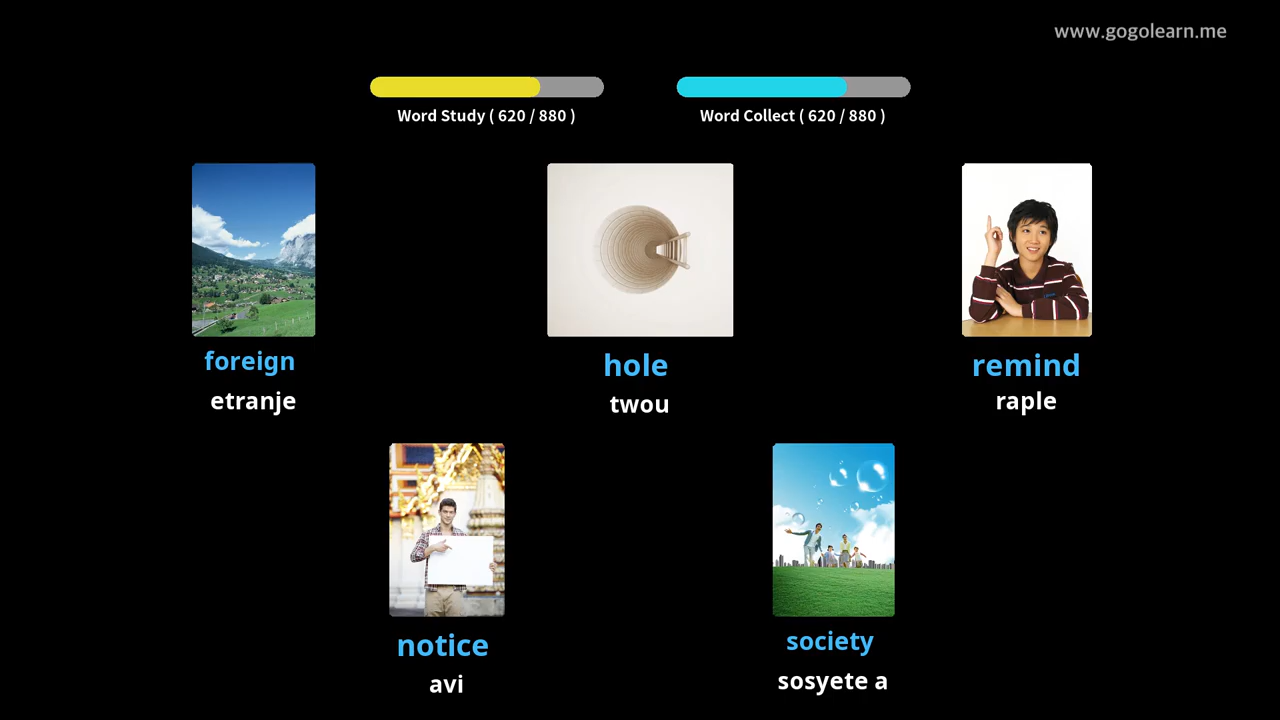 www.gogolearn.me
Word Study ( 620 / 880 )
Word Collect ( 620 / 880 )
foreign
etranje
hole
twou
remind
raple
notice
avi
society
sosyete a